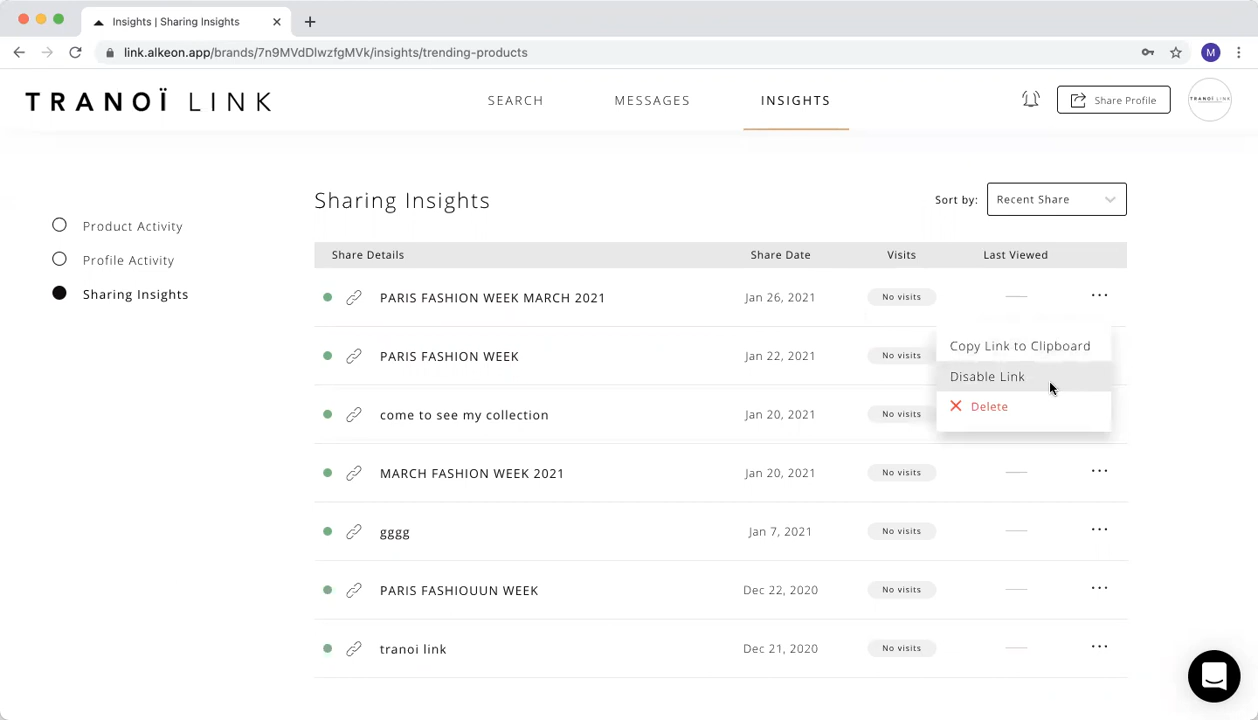 Insights | Sharing Insights
link.alkeon.app/brands/7n9MVdDlwzfgMVk/insights/trending-products
M
TRANOÏ LINK
SEARCH
MESSAGES
INSIGHTS
Share Profile
TRANOÏ LINK
Product Activity
Profile Activity
Sharing Insights
Sharing Insights
Sort by:
Recent Share
Share Details Share Date Visits Last Viewed
PARIS FASHION WEEK MARCH 2021 Jan 26, 2021 No visits
PARIS FASHION WEEK Jan 22, 2021 No visits
come to see my collection Jan 20, 2021 No visits
MARCH FASHION WEEK 2021 Jan 20, 2021 No visits
gggg Jan 7, 2021 No visits
PARIS FASHIOUUN WEEK Dec 22, 2020 No visits
tranoi link Dec 21, 2020 No visits
Copy Link to Clipboard
Disable Link
Delete